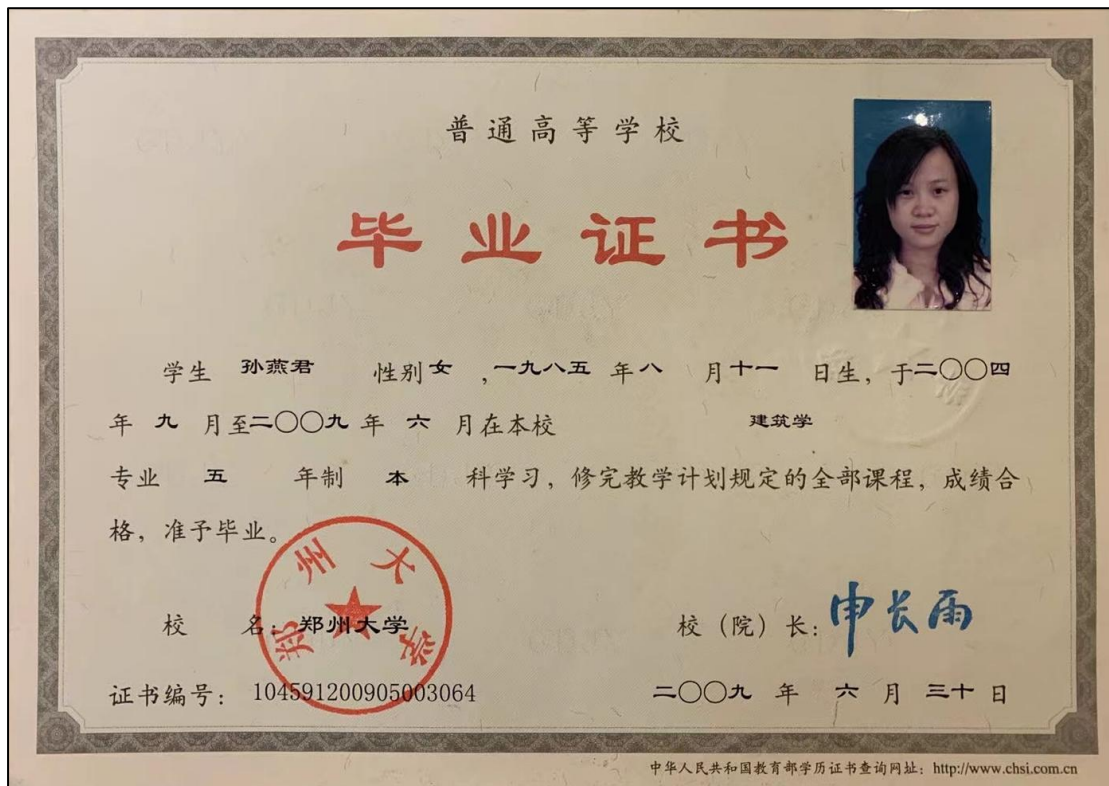 普通高等学校
毕业证书
学生 孙燕君 性别 女 ,一九八五 年 八 月 十一 日生，于二〇〇四
年 九 月至二〇〇九 年 六 月在本校 建筑学
专业 五 年制 本 科学习，修完教学计划规定的全部课程，成绩合
格，准予毕业。
郑州大学
校 名：郑州大学 校（院）长：申长雨
证书编号：104591200905003064 二〇〇九 年 六 月 三十 日
中华人民共和国教育部学历证书查询网址：http://www.chsi.com.cn